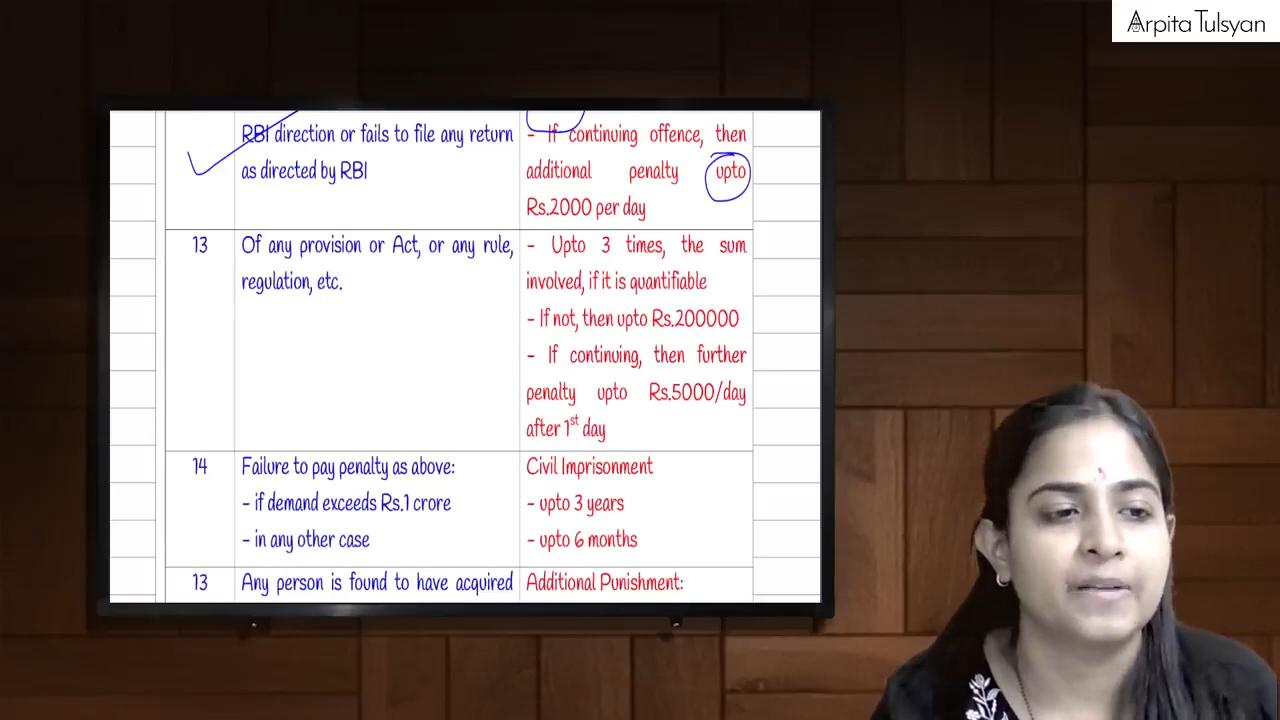 Arpita Tulsyan
RBI direction or fails to file any return
as directed by RBI
- If continuing offence, then
additional penalty upto
Rs.2000 per day
13
Of any provision or Act, or any rule,
regulation, etc.
- Upto 3 times, the sum
involved, if it is quantifiable
- If not, then upto Rs.200000
- If continuing, then further
penalty upto Rs.5000/day
after 1st day
14
Failure to pay penalty as above:
- if demand exceeds Rs.1 crore
- in any other case
Civil Imprisonment
- upto 3 years
- upto 6 months
13
Any person is found to have acquired
Additional Punishment: